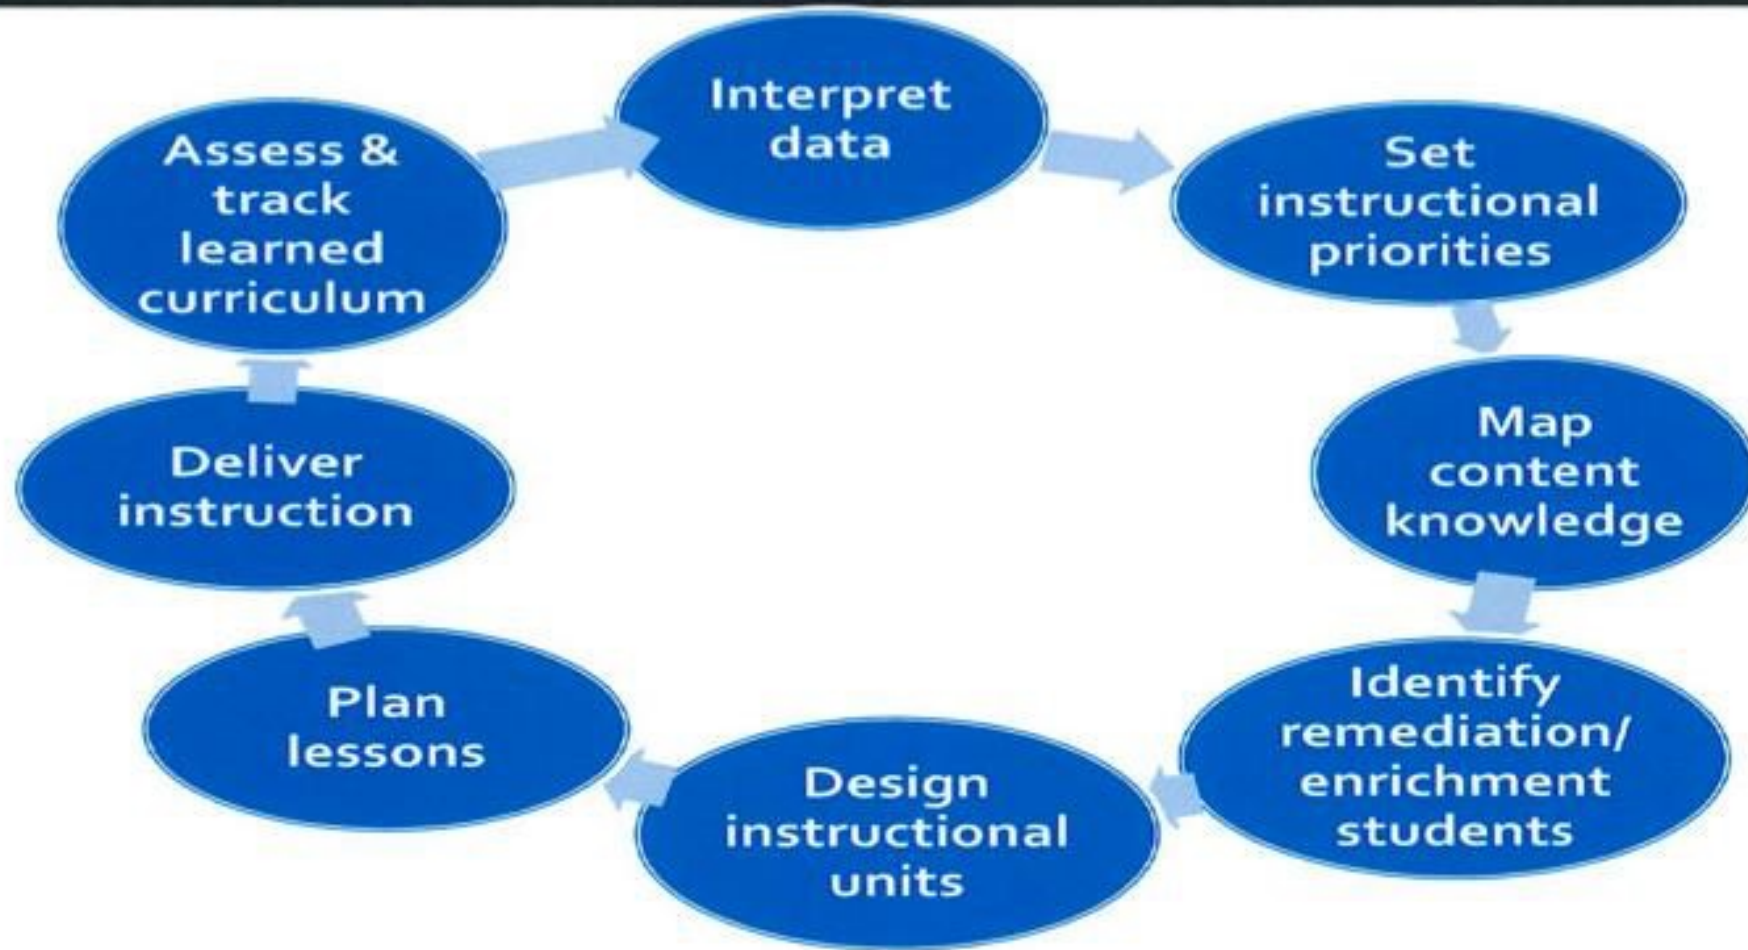 Interpret
data
Set
instructional
priorities
Map
content
knowledge
Identify
remediation/
enrichment
students
Design
instructional
units
Plan
lessons
Deliver
instruction
Assess &
track
learned
curriculum